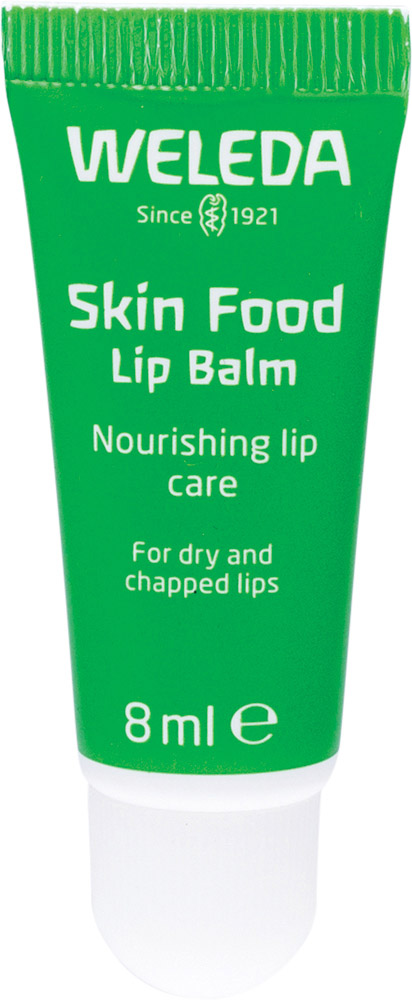 WELEDA
Since 1921
Skin Food
Lip Balm
Nourishing lip
care
For dry and
chapped lips
8 ml ℮